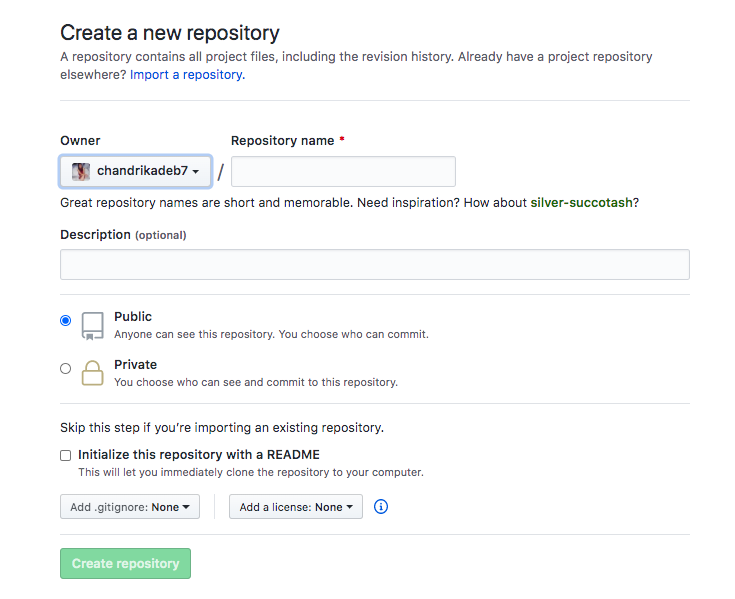 Create a new repository
A repository contains all project files, including the revision history. Already have a project repository
elsewhere? Import a repository.
Owner
Repository name *
chandrikadeb7 /
Great repository names are short and memorable. Need inspiration? How about silver-succotash?
Description (optional)
Public
Anyone can see this repository. You choose who can commit.
Private
You choose who can see and commit to this repository.
Skip this step if you’re importing an existing repository.
Initialize this repository with a README
This will let you immediately clone the repository to your computer.
Add .gitignore: None
Add a license: None
Create repository